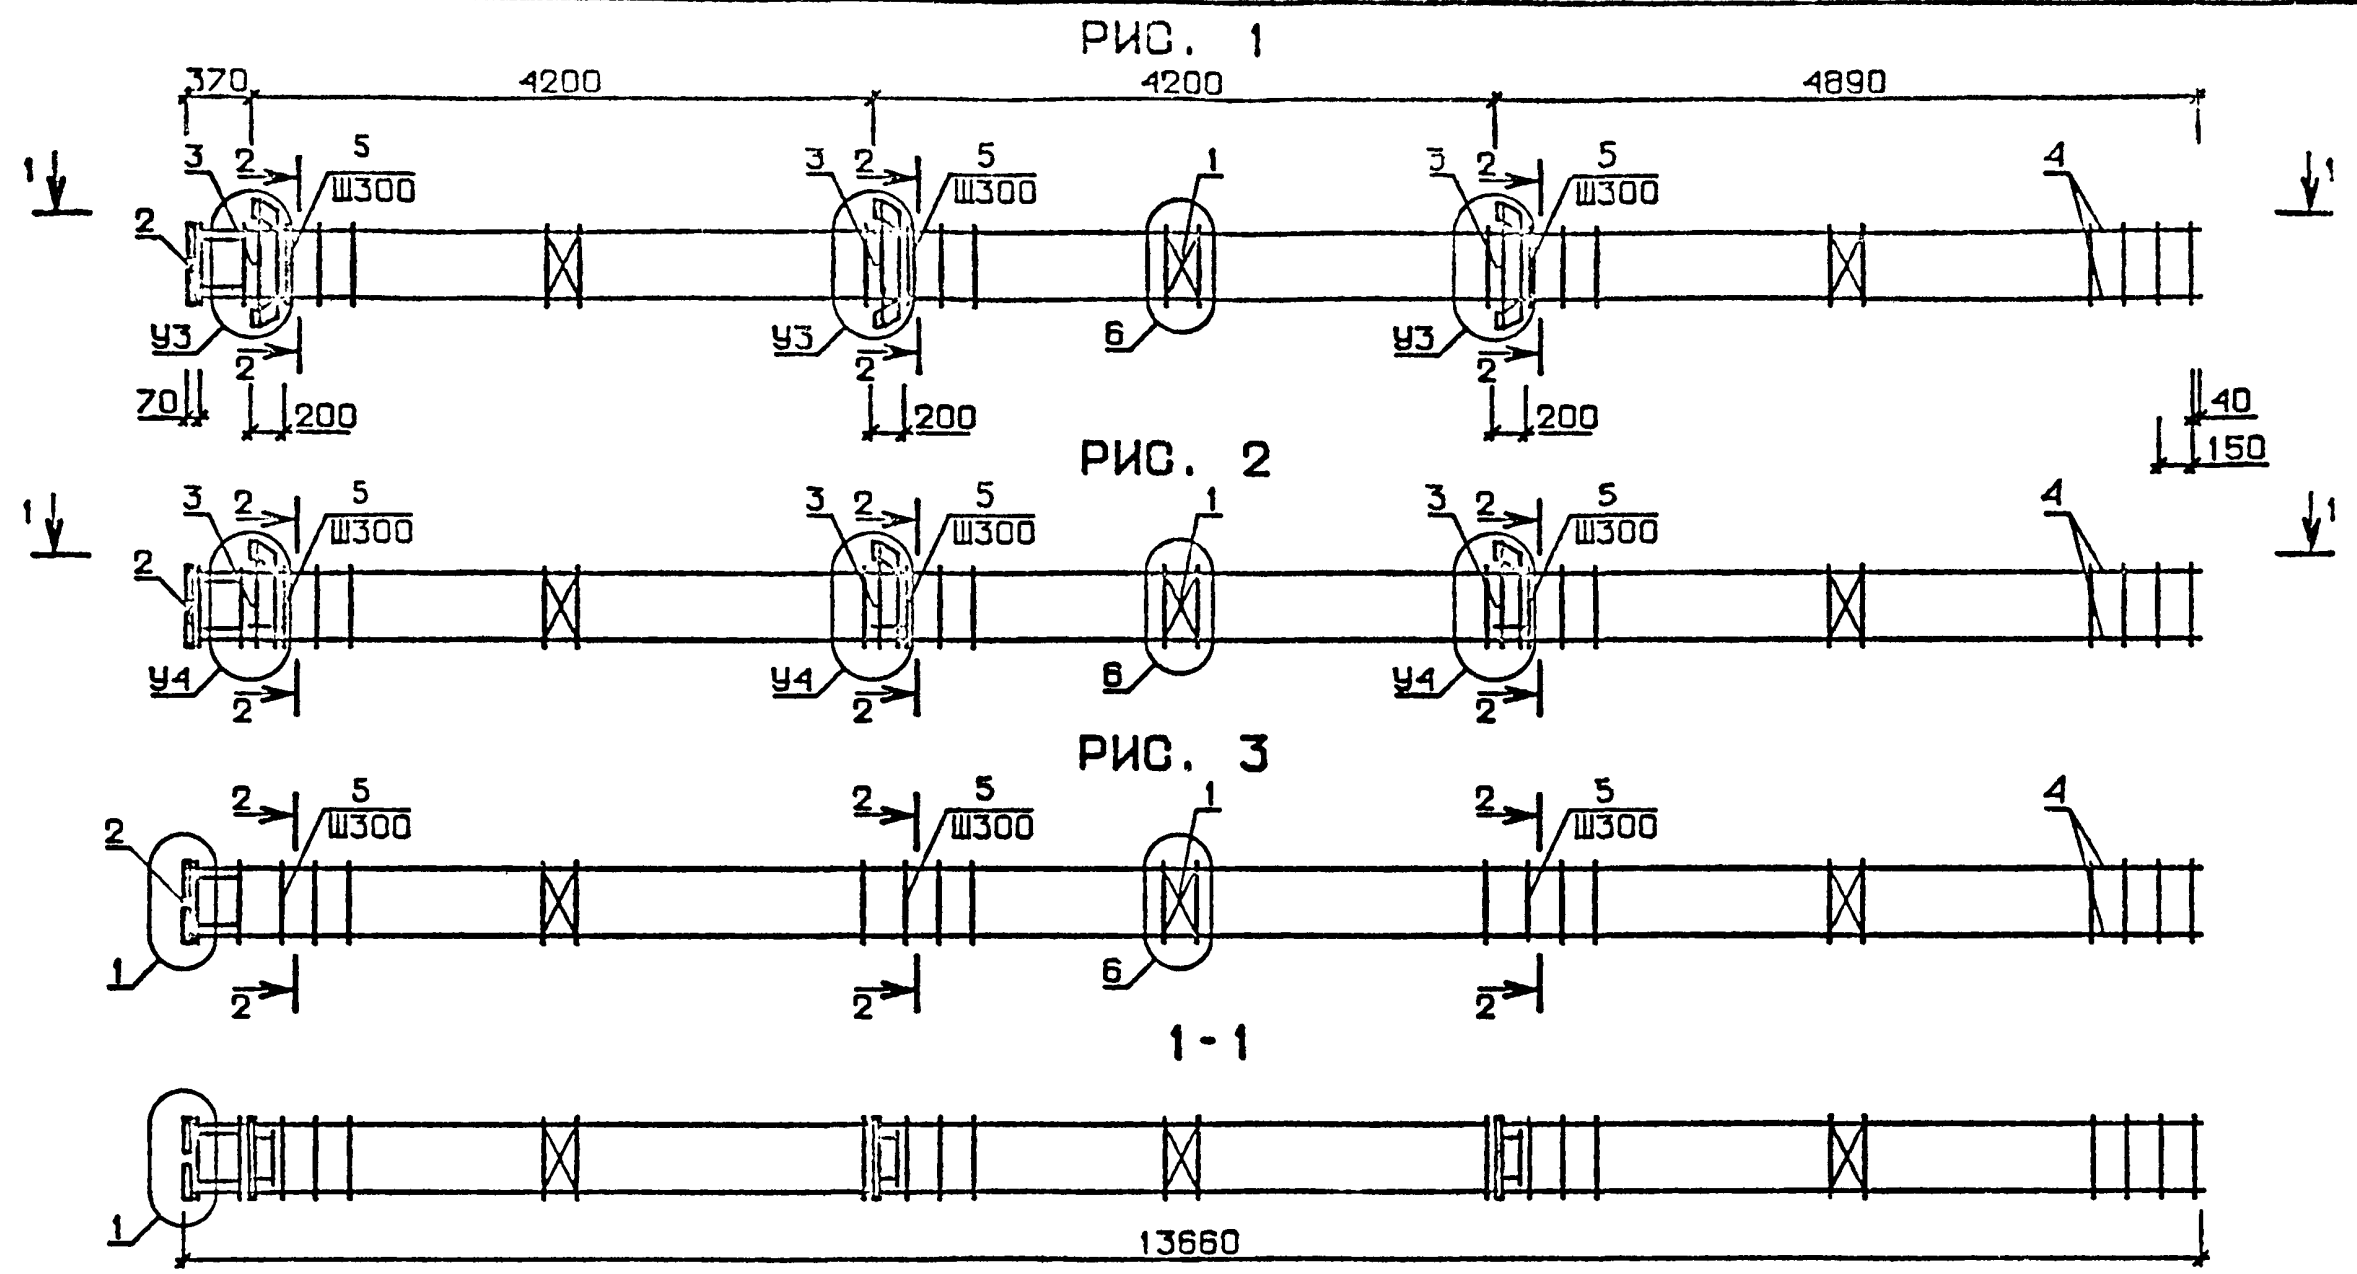 РИС. 1
370 4200 4200 4890
1 3 2 5 3 2 5 1 3 2 5 4 1
Ш300 Ш300 Ш300
2
У3 2 У3 2 6 У3 2
70 200 200 200 40
150
РИС. 2
1 3 2 5 3 2 5 1 3 2 5 4 1
Ш300 Ш300 Ш300
2
У4 2 У4 2 6 У4 2
РИС. 3
2 5 2 5 1 2 5 4
Ш300 Ш300 Ш300
2
1 2 2 6 2
1-1
1
13660